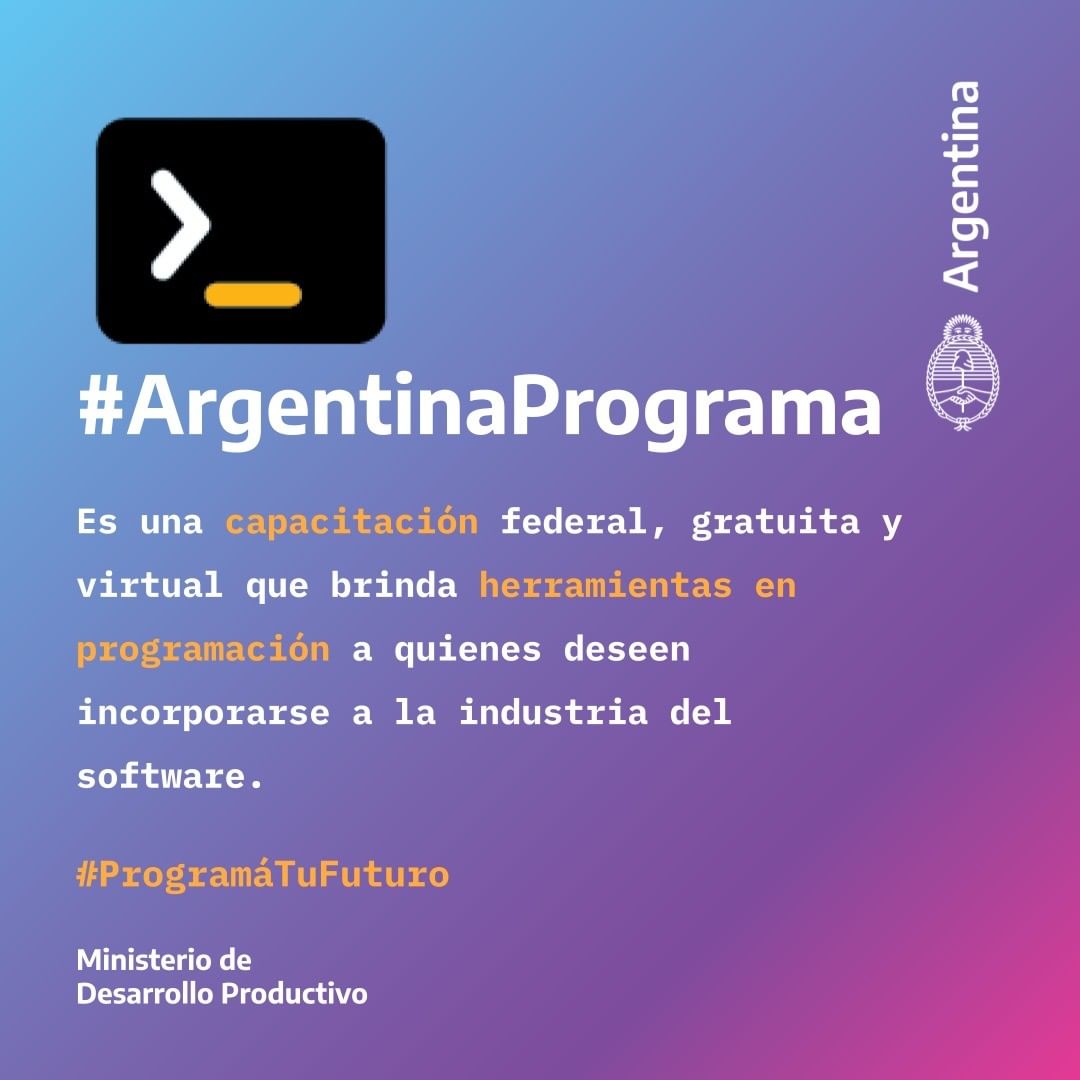 Argentina
>_
#ArgentinaPrograma
Es una capacitación federal, gratuita y
virtual que brinda herramientas en
programación a quienes deseen
incorporarse a la industria del
software.
#ProgramáTuFuturo
Ministerio de
Desarrollo Productivo